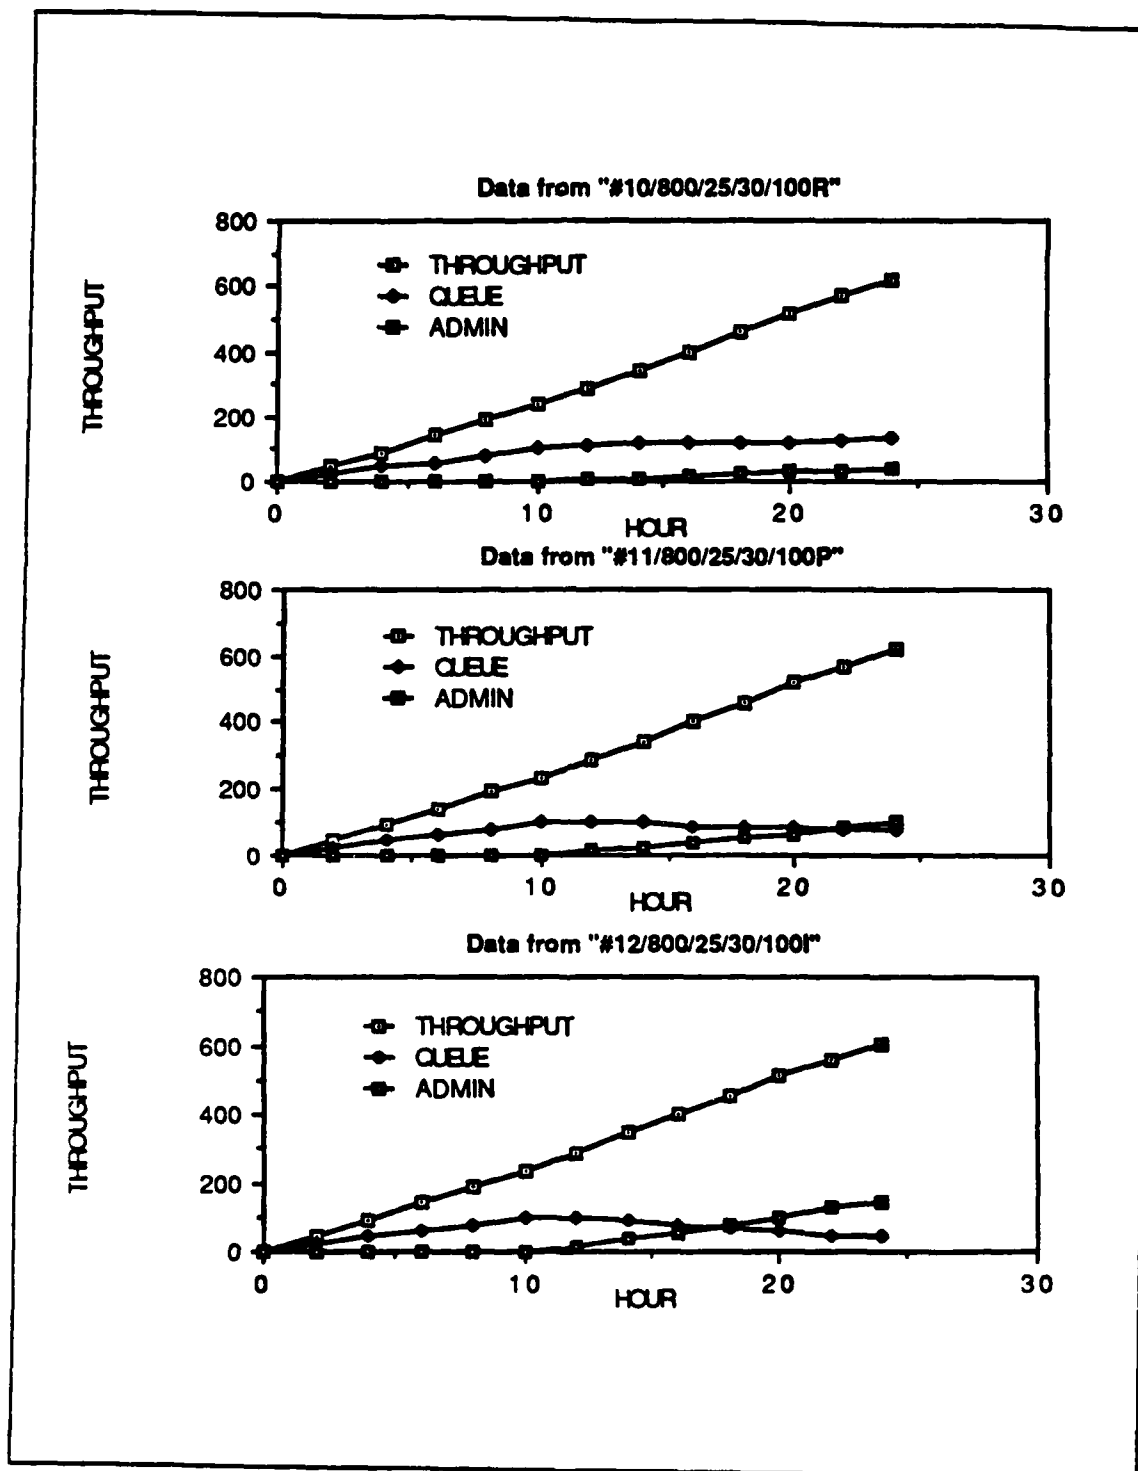 Data from "#10/800/25/30/100R"
THROUGHPUT
800
600
400
200
0
THROUGHPUT
QUEUE
ADMIN
0 10 20 30
HOUR
Data from "#11/800/25/30/100P"
THROUGHPUT
800
600
400
200
0
THROUGHPUT
QUEUE
ADMIN
0 10 20 30
HOUR
Data from "#12/800/25/30/100I"
THROUGHPUT
800
600
400
200
0
THROUGHPUT
QUEUE
ADMIN
0 10 20 30
HOUR